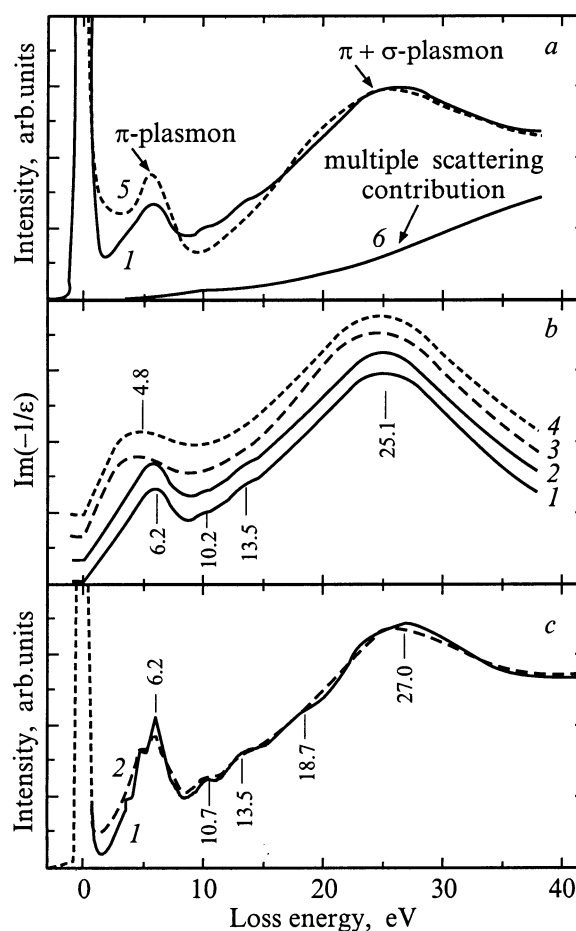 a
Intensity, arb.units
π + σ-plasmon
π-plasmon
multiple scattering
contribution
5
1
6
b
Im(−1/ε)
4.8
25.1
4
3
2
1
6.2
10.2
13.5
c
Intensity, arb.units
6.2
27.0
18.7
2
1
10.7
13.5
0 10 20 30 40
Loss energy, eV